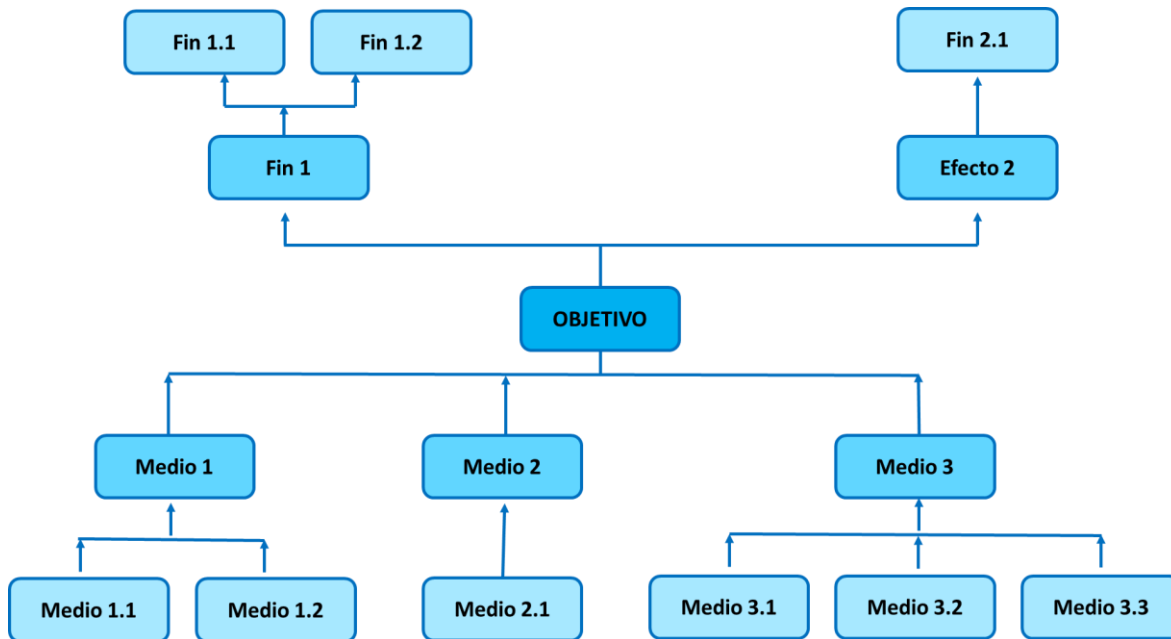 Fin 1.1
Fin 1.2
Fin 2.1
Fin 1
Efecto 2
OBJETIVO
Medio 1
Medio 2
Medio 3
Medio 1.1
Medio 1.2
Medio 2.1
Medio 3.1
Medio 3.2
Medio 3.3